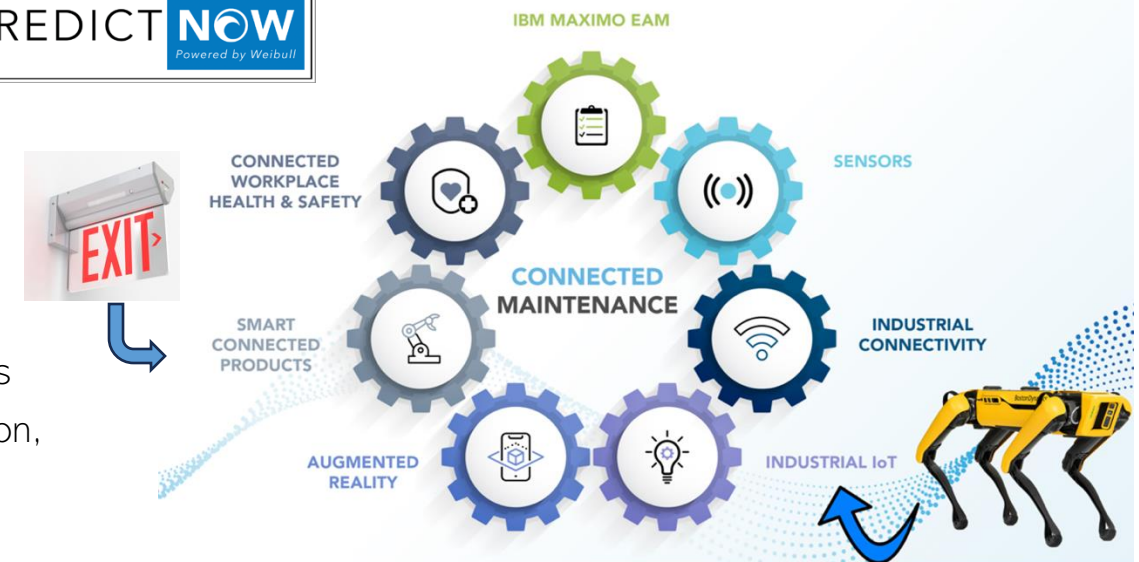 REDICT NOW
Powered by Weibull
IBM MAXIMO EAM
CONNECTED
WORKPLACE
HEALTH & SAFETY
SENSORS
EXIT
CONNECTED
MAINTENANCE
SMART
CONNECTED
PRODUCTS
INDUSTRIAL
CONNECTIVITY
s
on,
AUGMENTED
REALITY
INDUSTRIAL IoT